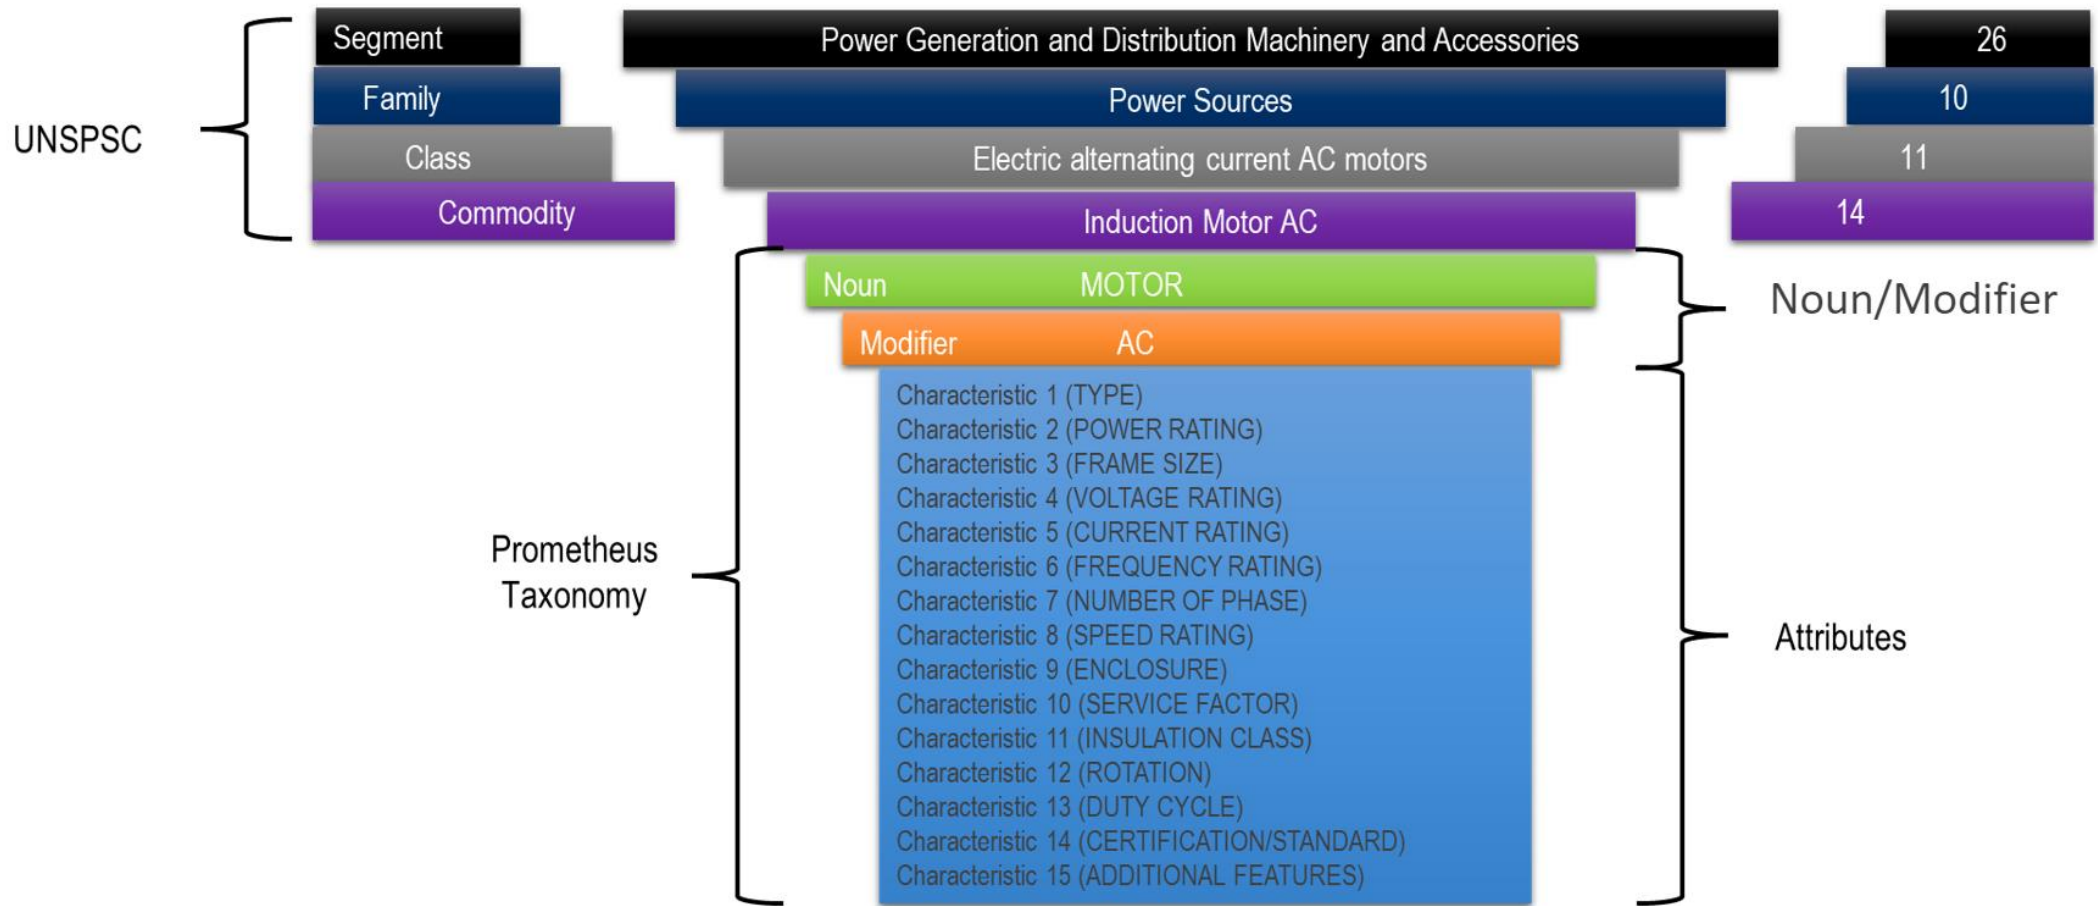 Segment
Power Generation and Distribution Machinery and Accessories
26
Family
Power Sources
10
UNSPSC
Class
Electric alternating current AC motors
11
Commodity
Induction Motor AC
14
Noun MOTOR
Noun/Modifier
Modifier AC
Characteristic 1 (TYPE)
Characteristic 2 (POWER RATING)
Characteristic 3 (FRAME SIZE)
Characteristic 4 (VOLTAGE RATING)
Characteristic 5 (CURRENT RATING)
Characteristic 6 (FREQUENCY RATING)
Characteristic 7 (NUMBER OF PHASE)
Characteristic 8 (SPEED RATING)
Characteristic 9 (ENCLOSURE)
Characteristic 10 (SERVICE FACTOR)
Characteristic 11 (INSULATION CLASS)
Characteristic 12 (ROTATION)
Characteristic 13 (DUTY CYCLE)
Characteristic 14 (CERTIFICATION/STANDARD)
Characteristic 15 (ADDITIONAL FEATURES)
Prometheus
Taxonomy
Attributes